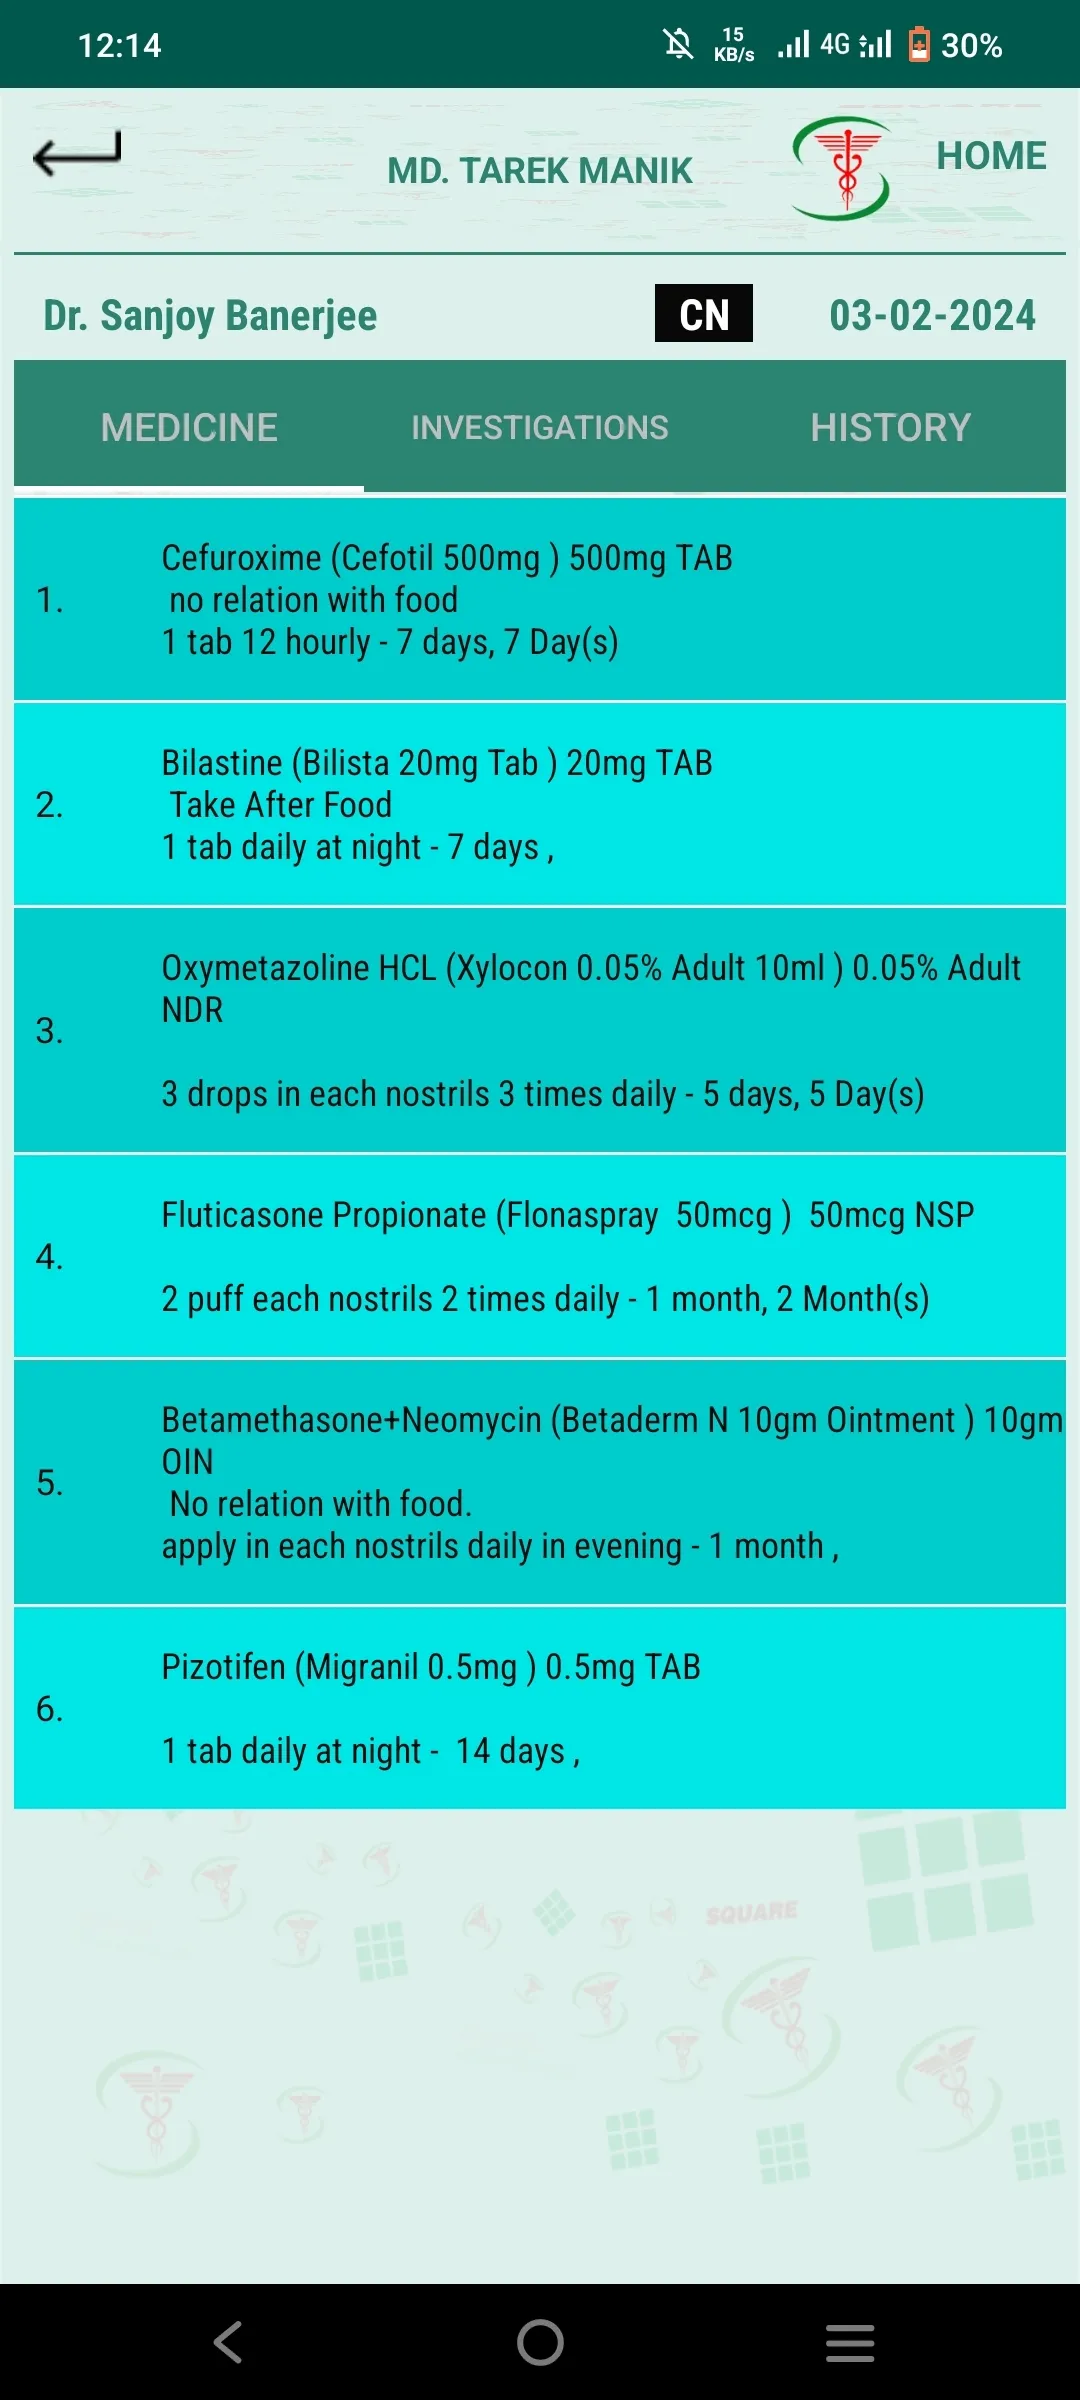 12:14
15
KB/s
4G
30%
MD. TAREK MANIK
HOME
Dr. Sanjoy Banerjee
CN
03-02-2024
MEDICINE
INVESTIGATIONS
HISTORY
1.
Cefuroxime (Cefotil 500mg ) 500mg TAB
no relation with food
1 tab 12 hourly - 7 days, 7 Day(s)
2.
Bilastine (Bilista 20mg Tab ) 20mg TAB
Take After Food
1 tab daily at night - 7 days ,
3.
Oxymetazoline HCL (Xylocon 0.05% Adult 10ml ) 0.05% Adult
NDR
3 drops in each nostrils 3 times daily - 5 days, 5 Day(s)
4.
Fluticasone Propionate (Flonaspray  50mcg )  50mcg NSP
2 puff each nostrils 2 times daily - 1 month, 2 Month(s)
5.
Betamethasone+Neomycin (Betaderm N 10gm Ointment ) 10gm
OIN
No relation with food.
apply in each nostrils daily in evening - 1 month ,
6.
Pizotifen (Migranil 0.5mg ) 0.5mg TAB
1 tab daily at night -  14 days ,
SQUARE